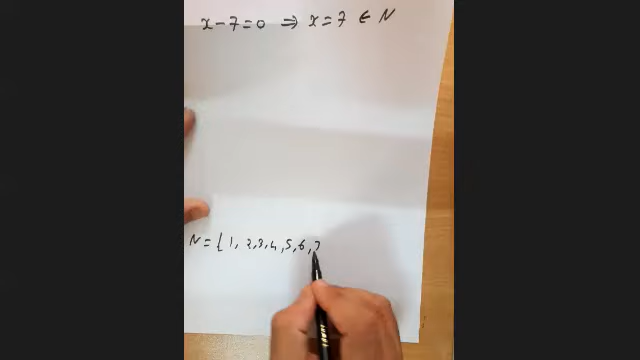 x - 7 = 0 ⇒ x = 7 ∈ N
N = { 1, 2, 3, 4, 5, 6, 7